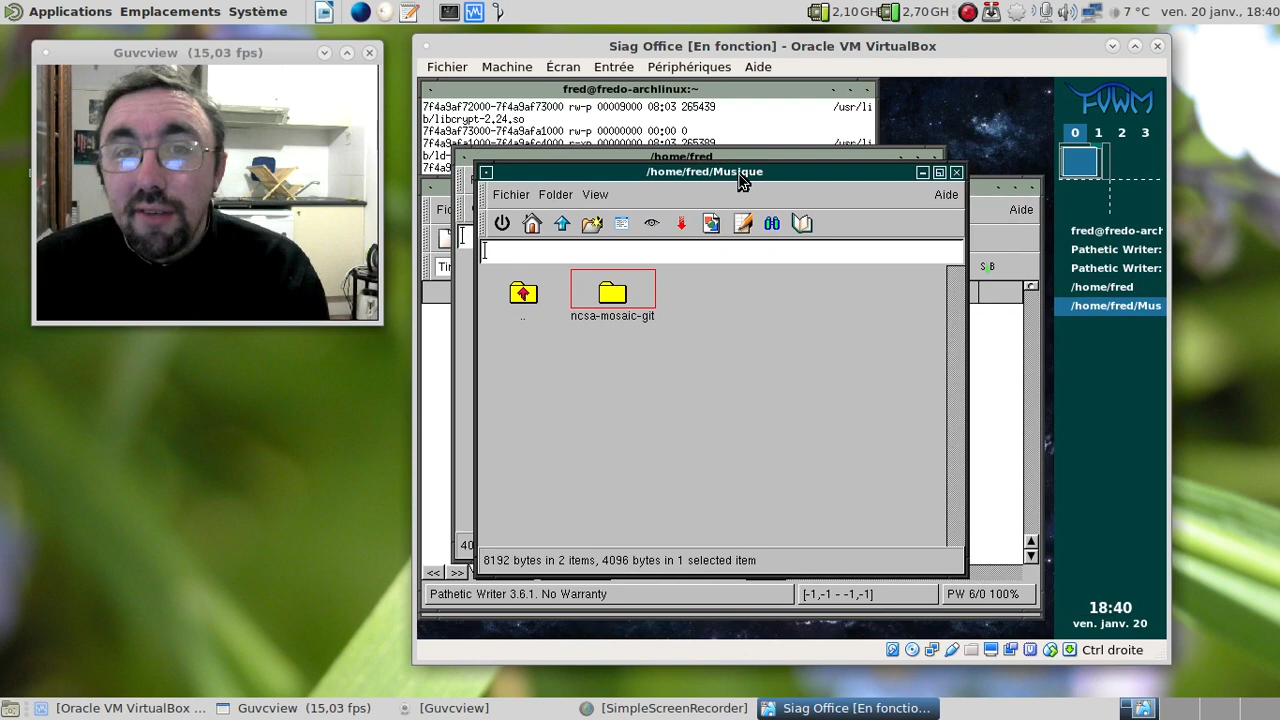 Applications Emplacements Système
2,10 GH 2,70 GH 7 °C ven. 20 janv., 18:40
Guvcview (15,03 fps)
Siag Office [En fonction] - Oracle VM VirtualBox
Fichier Machine Écran Entrée Périphériques Aide
fred@fredo-archlinux:~
7f4a9af72000-7f4a9af73000 rw-p 00009000 08:03 265439 /usr/li
b/libcrypt-2.24.so
7f4a9af73000-7f4a9afa1000 rw-p 00000000 00:00 0
b/ld-
/home/fred
/home/fred/Musique
Fichier Folder View Aide
Aide
S B
..
ncsa-mosaic-git
8192 bytes in 2 items, 4096 bytes in 1 selected item
40
<< >>
Pathetic Writer 3.6.1. No Warranty [-1,-1 - -1,-1] PW 6/0 100%
FVWM
0 1 2 3
fred@fredo-arch
Pathetic Writer:
Pathetic Writer:
/home/fred
/home/fred/Mus
18:40
ven. janv. 20
Ctrl droite
[Oracle VM VirtualBox ... Guvcview (15,03 fps) [Guvcview] [SimpleScreenRecorder] Siag Office [En fonctio...